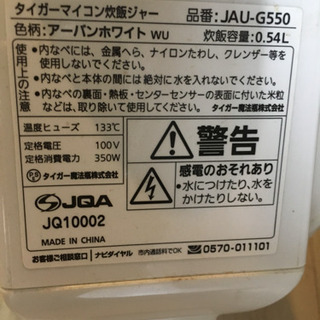 タイガーマイコン炊飯ジャー 品番:JAU-G550
色柄:アーバンホワイト WU 炊飯容量:0.54L
使用上の注意
・内なべには、金属へら、ナイロンたわし、クレンザー等を使用しないでください。
・内なべと本体の間には絶対に水を入れないでください。
・内なべの裏面・熱板・センターセンサーの表面に付いた米粒などは、取り除いて使用してください。
タイガー魔法瓶株式会社
温度ヒューズ 133℃
定格電圧 100V
定格消費電力 350W
PS E タイガー魔法瓶株式会社
JQA
JQ10002
MADE IN CHINA
警告
感電のおそれあり
・水につけたり、水をかけたりしない。
お客様ご相談窓口 ナビダイヤル 市内通話料でOK 0570-011101